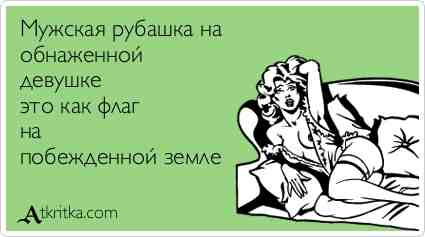 Мужская рубашка на
обнаженной
девушке
это как флаг
на
побежденной земле
Atkritka.com